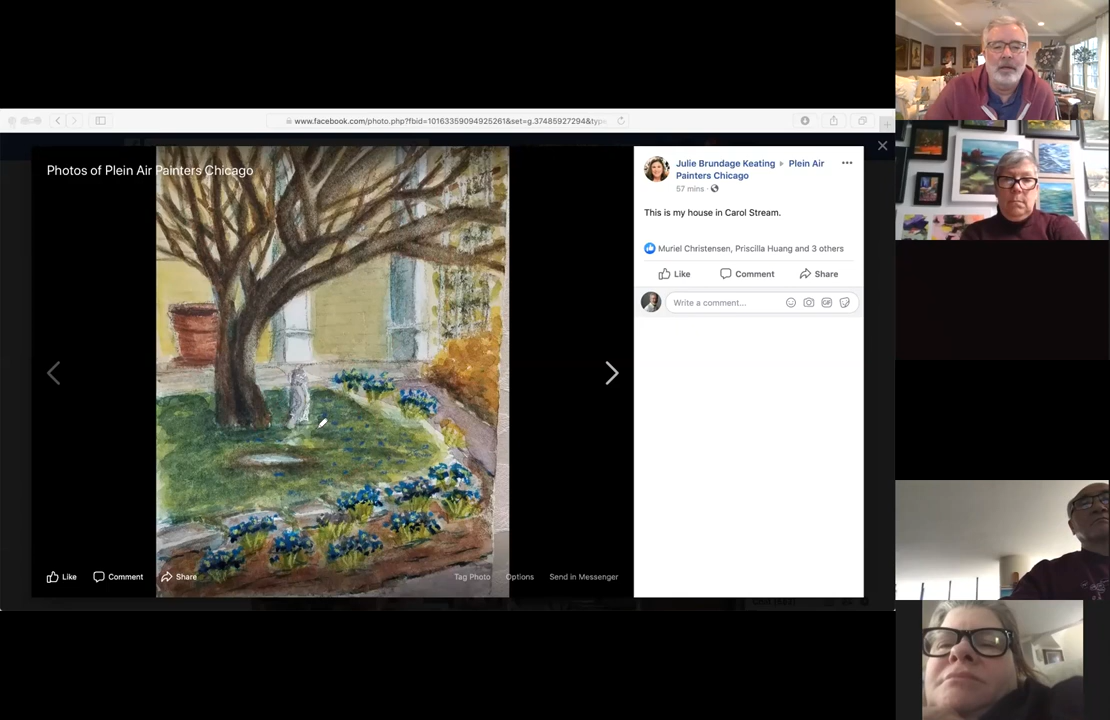 www.facebook.com/photo.php?fbid=10163359094925261&set=g.37485927294&type
Photos of Plein Air Painters Chicago
Julie Brundage Keating ▸ Plein Air
Painters Chicago
57 mins ·
This is my house in Carol Stream.
Muriel Christensen, Priscilla Huang and 3 others
Like Comment Share
Write a comment...
GIF
Like Comment Share Tag Photo Options Send in Messenger